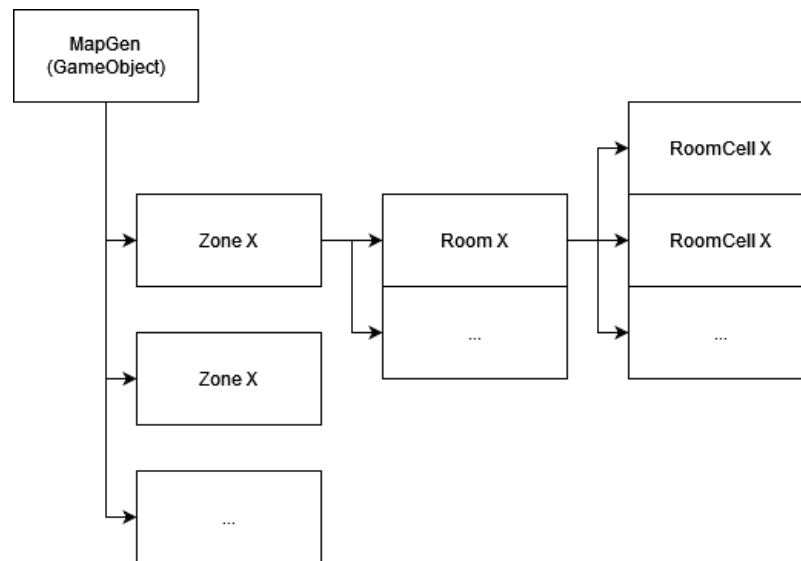 MapGen
(GameObject)
RoomCell X
Zone X
Room X
RoomCell X
...
...
Zone X
...